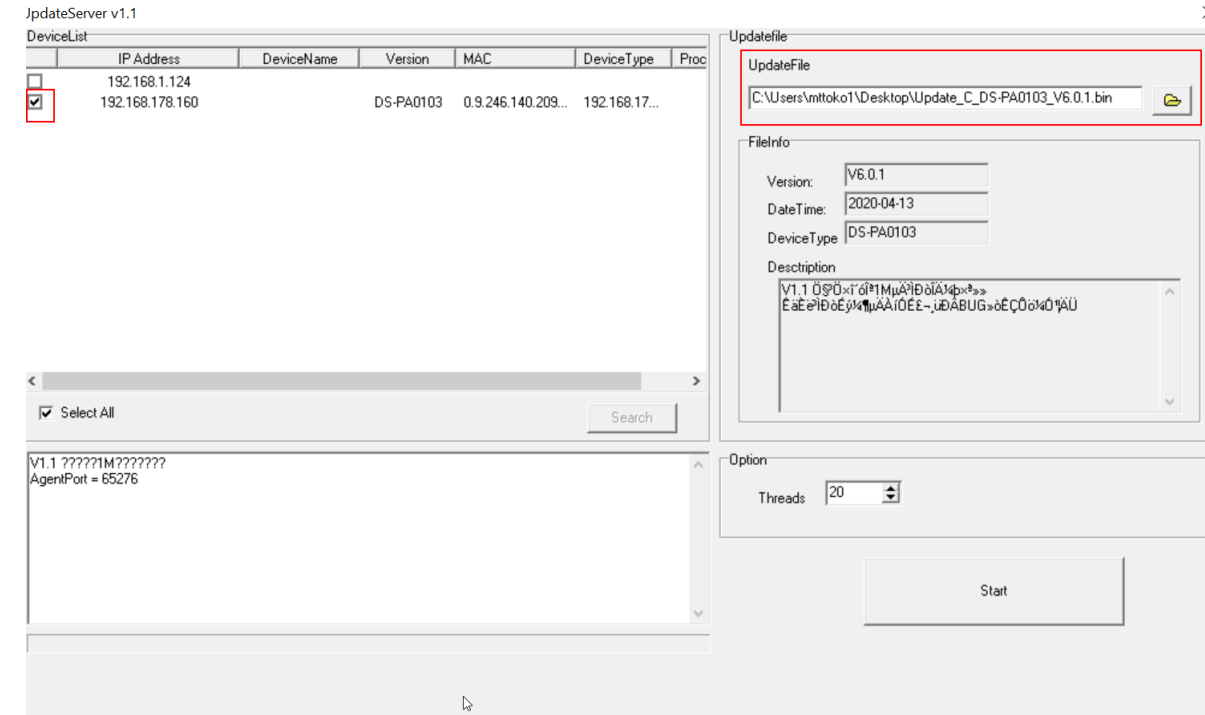 UpdateServer v1.1
DeviceList
IP Address DeviceName Version MAC DeviceType Proc
192.168.1.124
192.168.178.160 DS-PA0103 0.9.246.140.209... 192.168.17...
Select All
Search
V1.1 ?????1M???????
AgentPort = 65276
Updatefile
UpdateFile
C:\Users\mttoko1\Desktop\Update_C_DS-PA0103_V6.0.1.bin
FileInfo
Version: V6.0.1
DateTime: 2020-04-13
DeviceType DS-PA0103
Desctription
V1.1
Option
Threads 20
Start